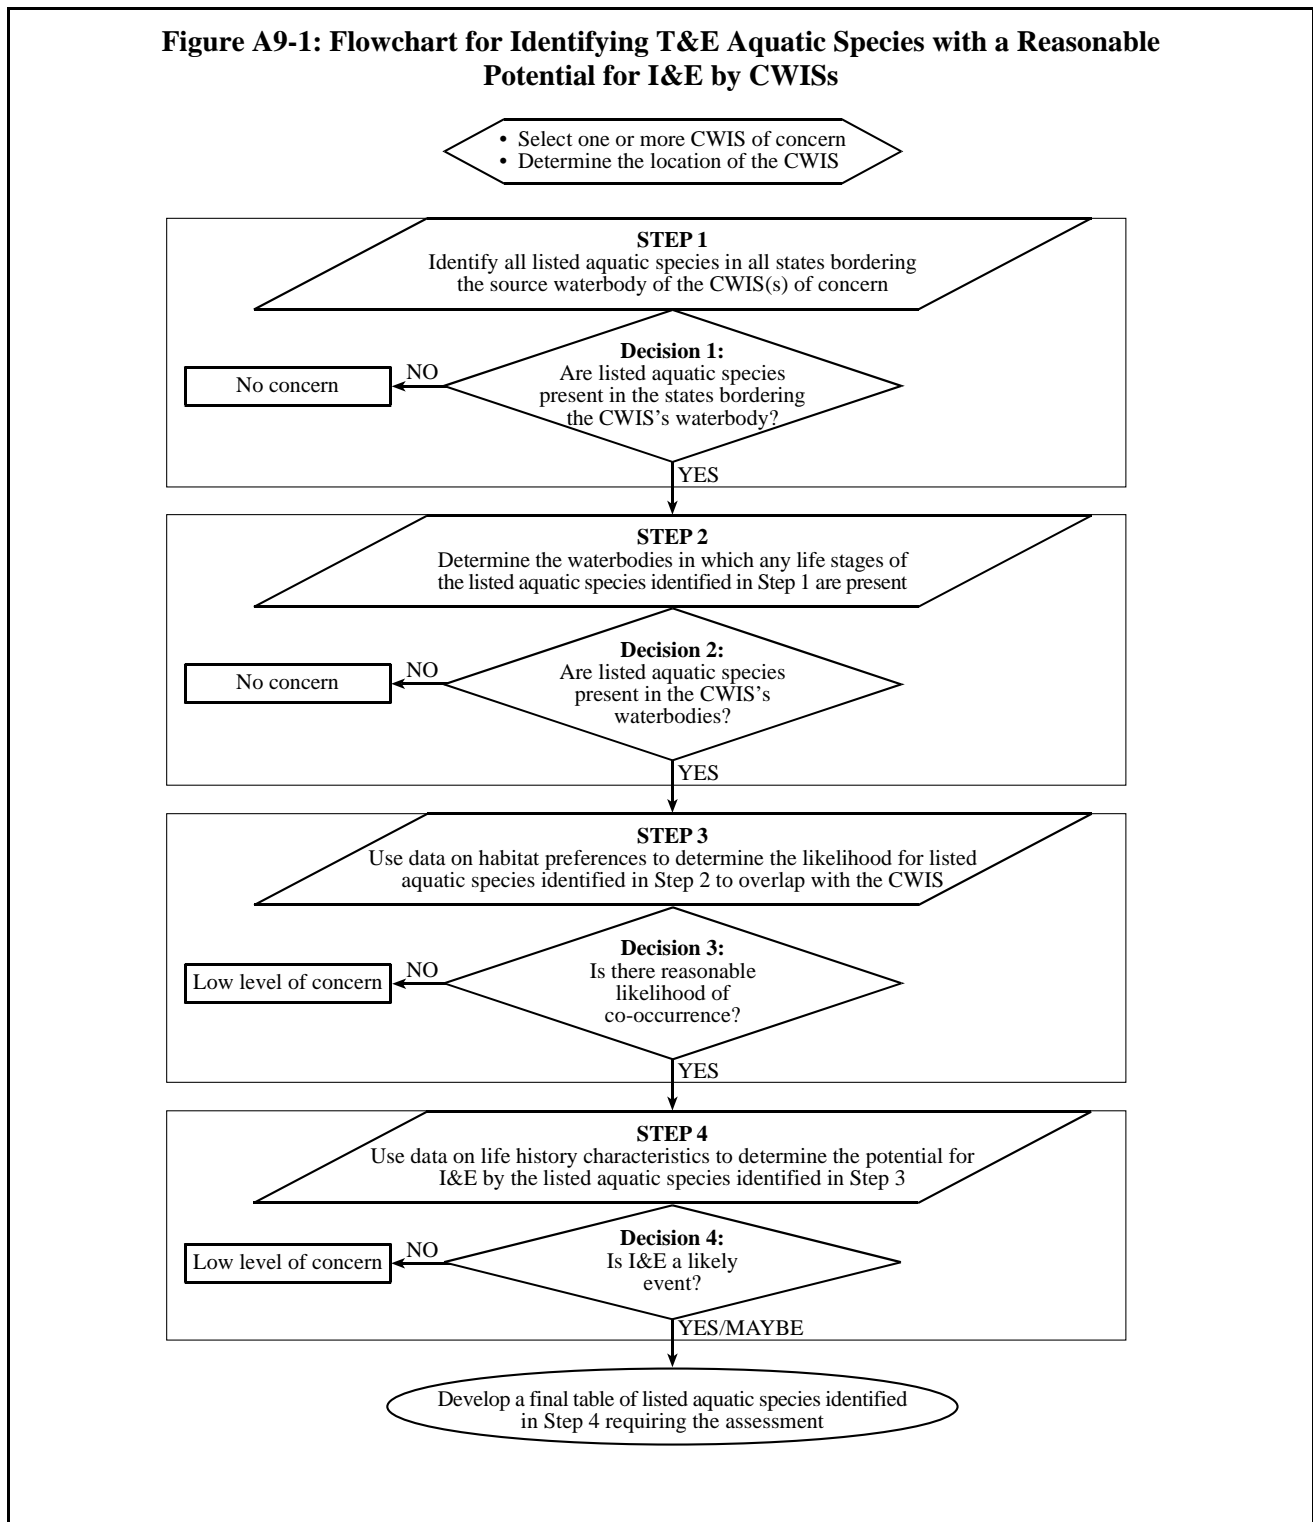 Figure A9-1: Flowchart for Identifying T&E Aquatic Species with a Reasonable
Potential for I&E by CWISs
• Select one or more CWIS of concern
• Determine the location of the CWIS
STEP 1
Identify all listed aquatic species in all states bordering
the source waterbody of the CWIS(s) of concern
Decision 1:
Are listed aquatic species
present in the states bordering
the CWIS’s waterbody?
NO
No concern
YES
STEP 2
Determine the waterbodies in which any life stages of
the listed aquatic species identified in Step 1 are present
Decision 2:
Are listed aquatic species
present in the CWIS’s
waterbodies?
NO
No concern
YES
STEP 3
Use data on habitat preferences to determine the likelihood for listed
aquatic species identified in Step 2 to overlap with the CWIS
Decision 3:
Is there reasonable
likelihood of
co-occurrence?
NO
Low level of concern
YES
STEP 4
Use data on life history characteristics to determine the potential for
I&E by the listed aquatic species identified in Step 3
Decision 4:
Is I&E a likely
event?
NO
Low level of concern
YES/MAYBE
Develop a final table of listed aquatic species identified
in Step 4 requiring the assessment